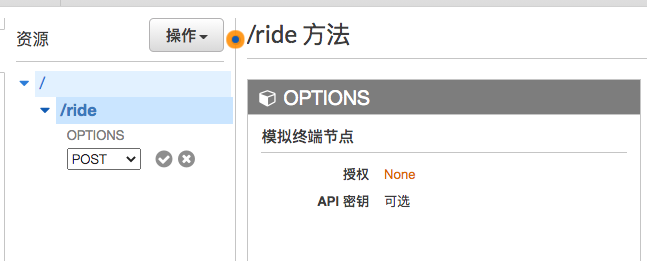 资源
操作
/ride 方法
/
/ride
OPTIONS
POST
OPTIONS
模拟终端节点
授权 None
API 密钥 可选